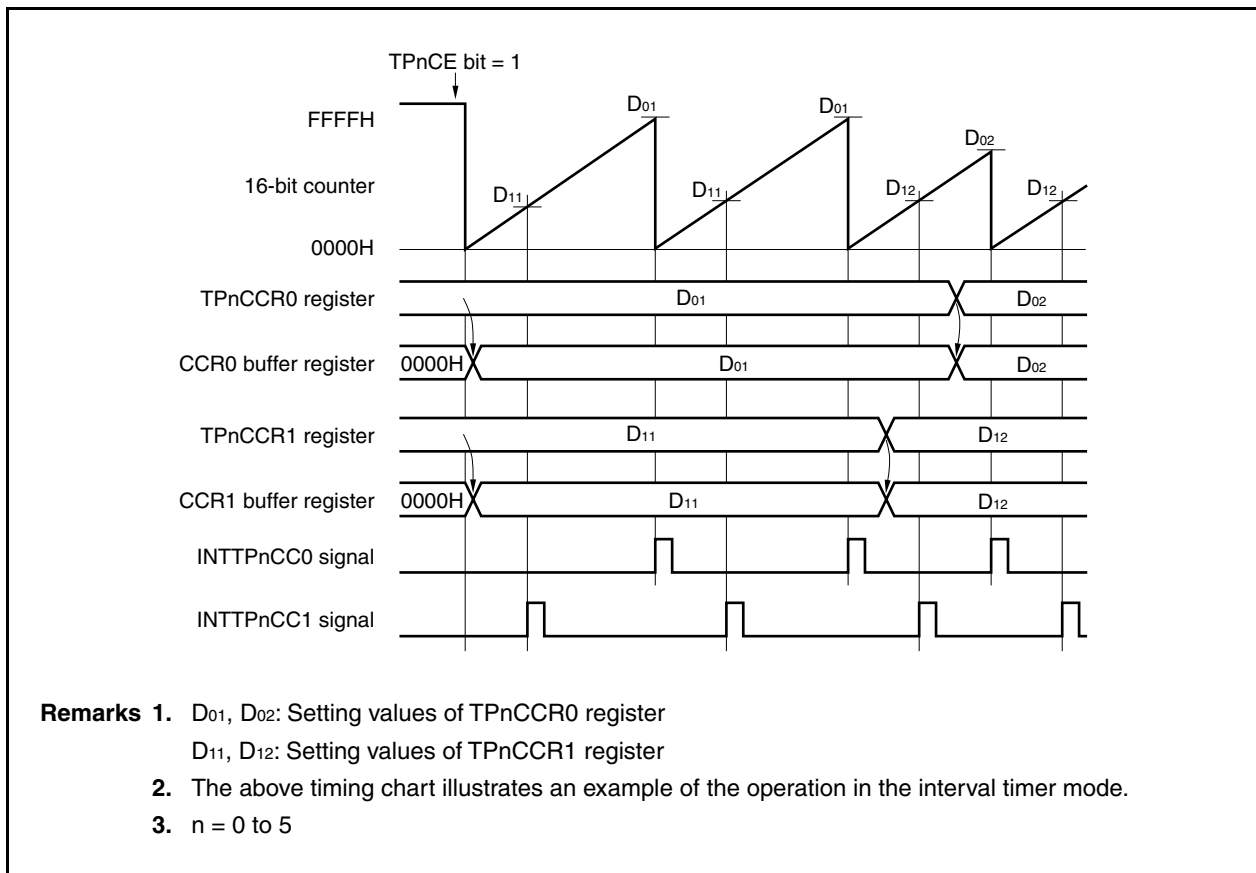 TPnCE bit = 1
D01 D01
FFFFH
D02
16-bit counter
D11 D11 D12 D12
0000H
TPnCCR0 register D01 D02
CCR0 buffer register 0000H D01 D02
TPnCCR1 register D11 D12
CCR1 buffer register 0000H D11 D12
INTTPnCC0 signal
INTTPnCC1 signal
Remarks 1. D01, D02: Setting values of TPnCCR0 register
D11, D12: Setting values of TPnCCR1 register
2. The above timing chart illustrates an example of the operation in the interval timer mode.
3. n = 0 to 5